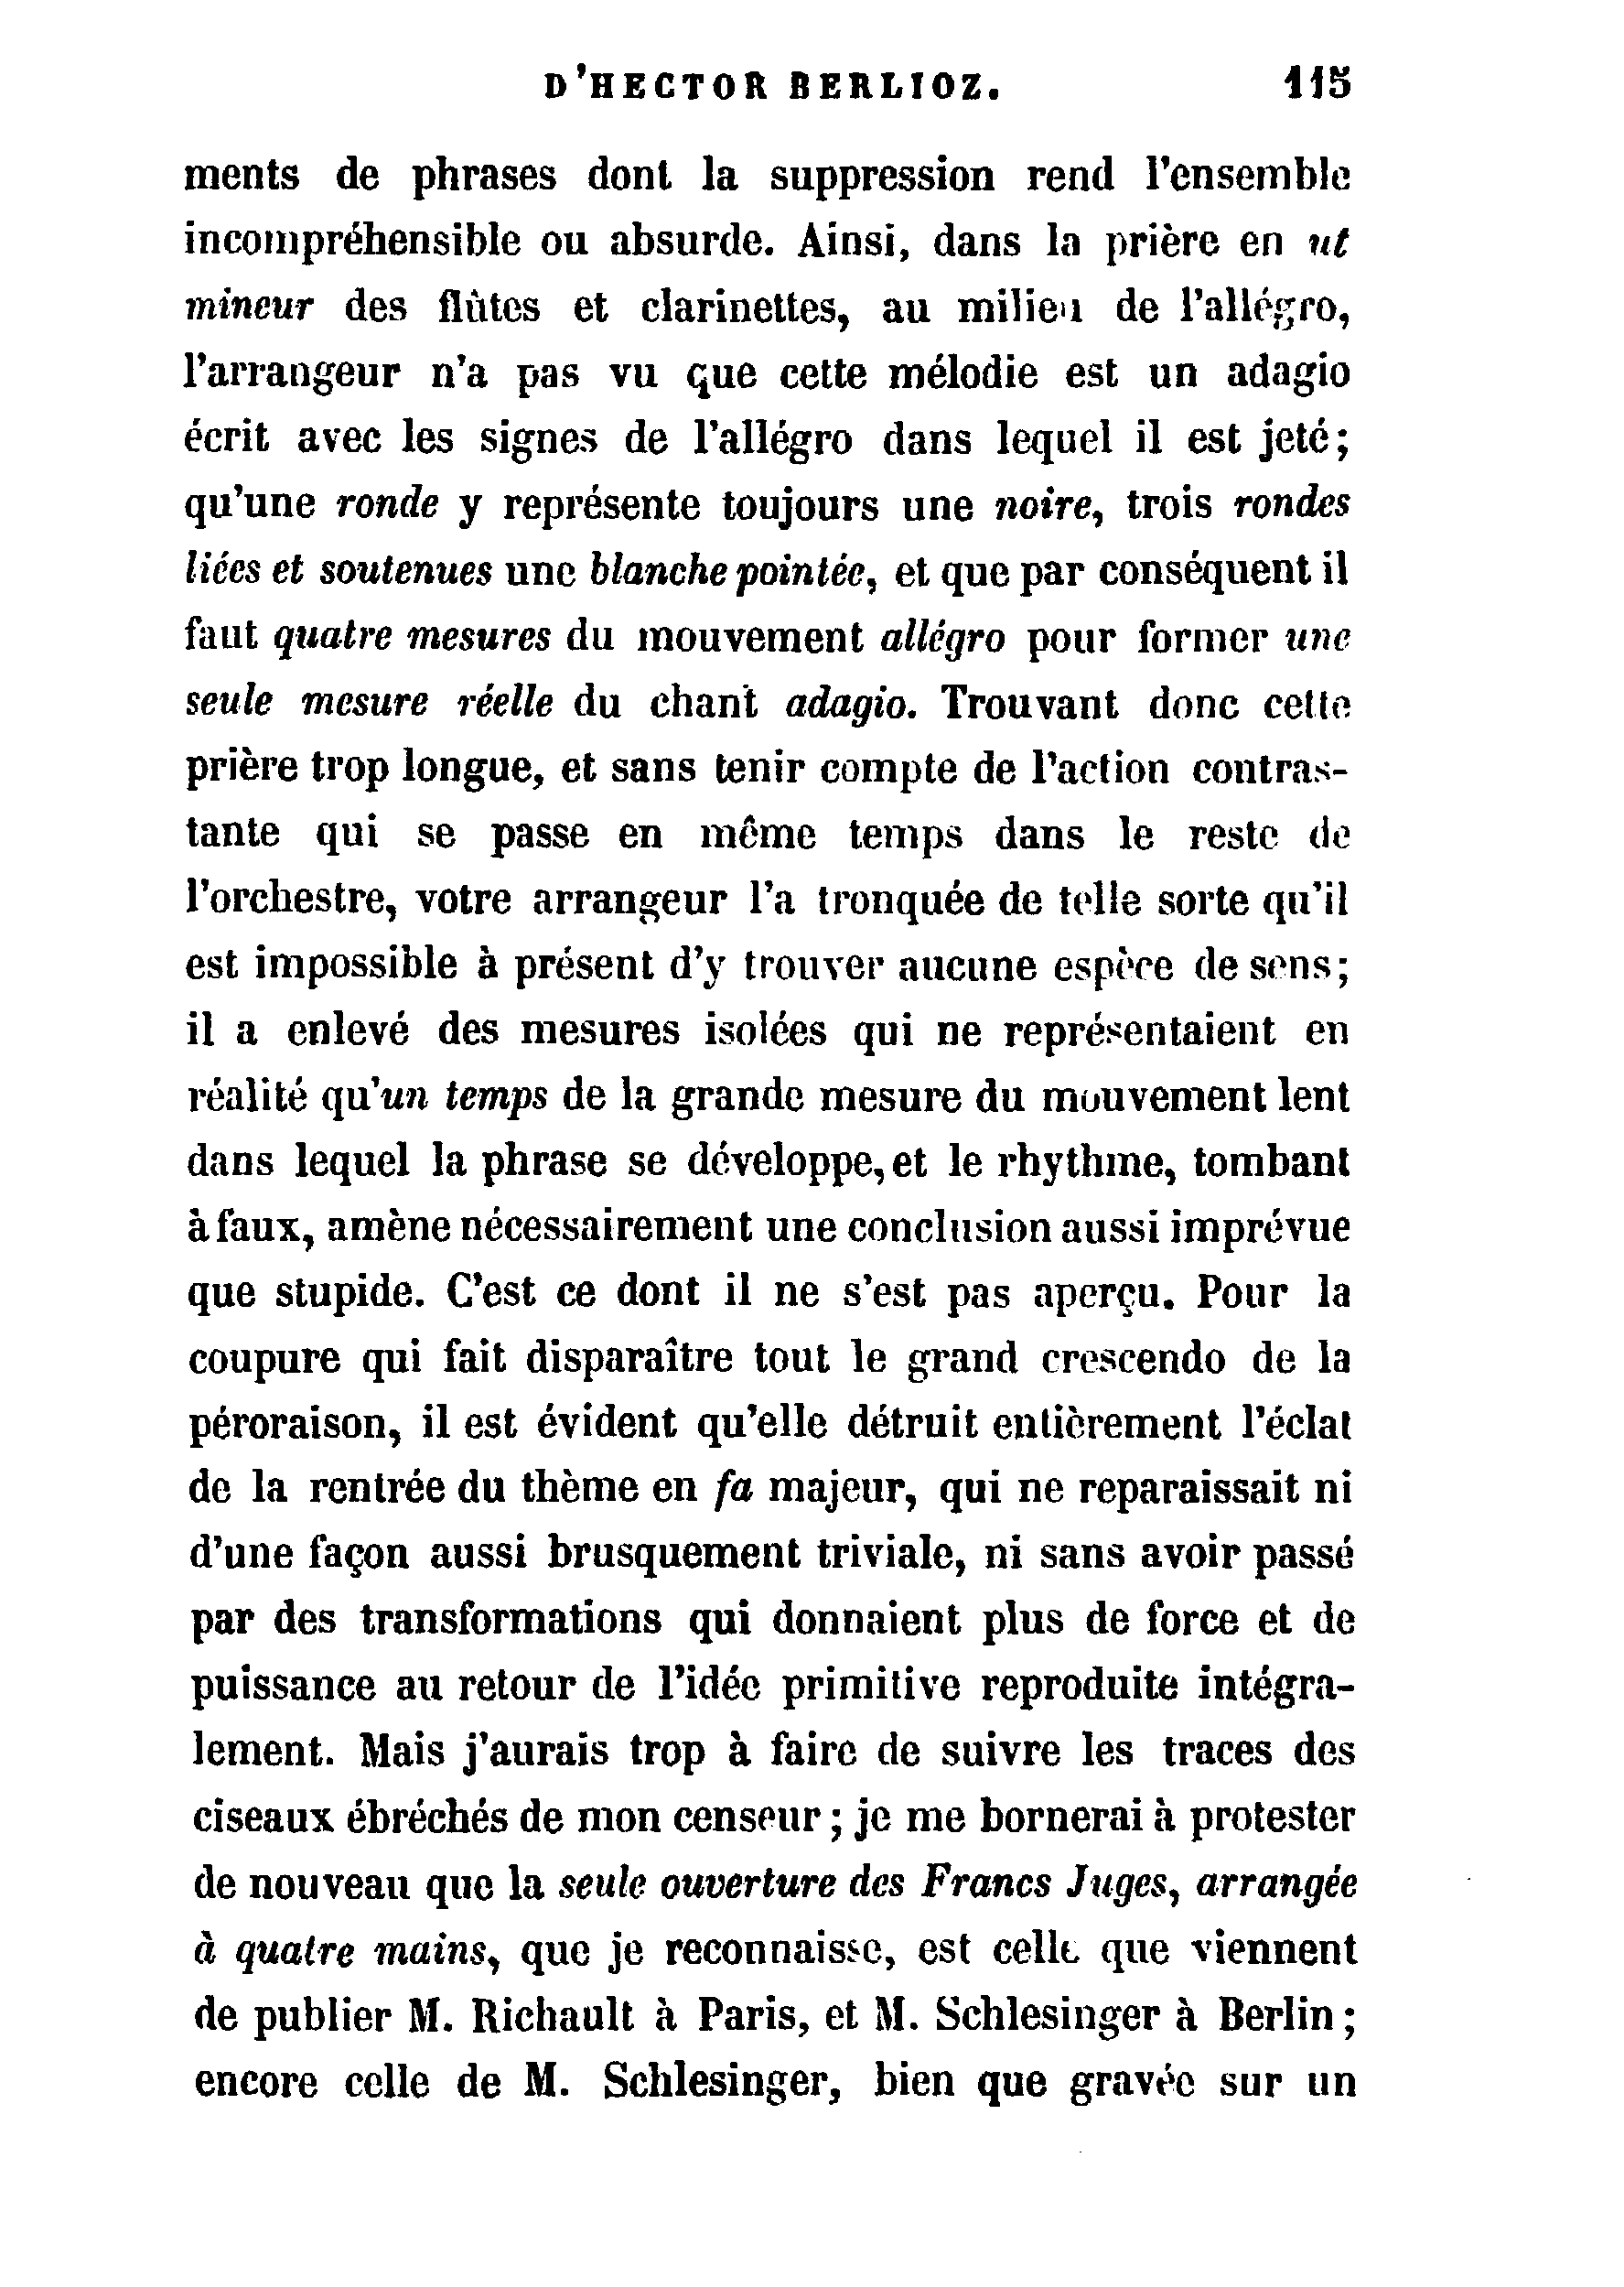 D'HECTOR BERLIOZ. 115
ments de phrases dont la suppression rend l'ensemble
incompréhensible ou absurde. Ainsi, dans la prière en ut
mineur des flûtes et clarinettes, au milieu de l'allégro,
l'arrangeur n'a pas vu que cette mélodie est un adagio
écrit avec les signes de l'allégro dans lequel il est jeté;
qu'une ronde y représente toujours une noire, trois rondes
liées et soutenues une blanche pointée, et que par conséquent il
faut quatre mesures du mouvement allégro pour former une
seule mesure réelle du chant adagio. Trouvant donc cette
prière trop longue, et sans tenir compte de l'action contras-
tante qui se passe en même temps dans le reste de
l'orchestre, votre arrangeur l'a tronquée de telle sorte qu'il
est impossible à présent d'y trouver aucune espèce de sens;
il a enlevé des mesures isolées qui ne représentaient en
réalité qu'un temps de la grande mesure du mouvement lent
dans lequel la phrase se développe, et le rhythme, tombant
à faux, amène nécessairement une conclusion aussi imprévue
que stupide. C'est ce dont il ne s'est pas aperçu. Pour la
coupure qui fait disparaître tout le grand crescendo de la
péroraison, il est évident qu'elle détruit entièrement l'éclat
de la rentrée du thème en fa majeur, qui ne reparaissait ni
d'une façon aussi brusquement triviale, ni sans avoir passé
par des transformations qui donnaient plus de force et de
puissance au retour de l'idée primitive reproduite intégra-
lement. Mais j'aurais trop à faire de suivre les traces des
ciseaux ébréchés de mon censeur; je me bornerai à protester
de nouveau que la seule ouverture des Francs Juges, arrangée
à quatre mains, que je reconnaisse, est celle que viennent
de publier M. Richault à Paris, et M. Schlesinger à Berlin;
encore celle de M. Schlesinger, bien que gravée sur un